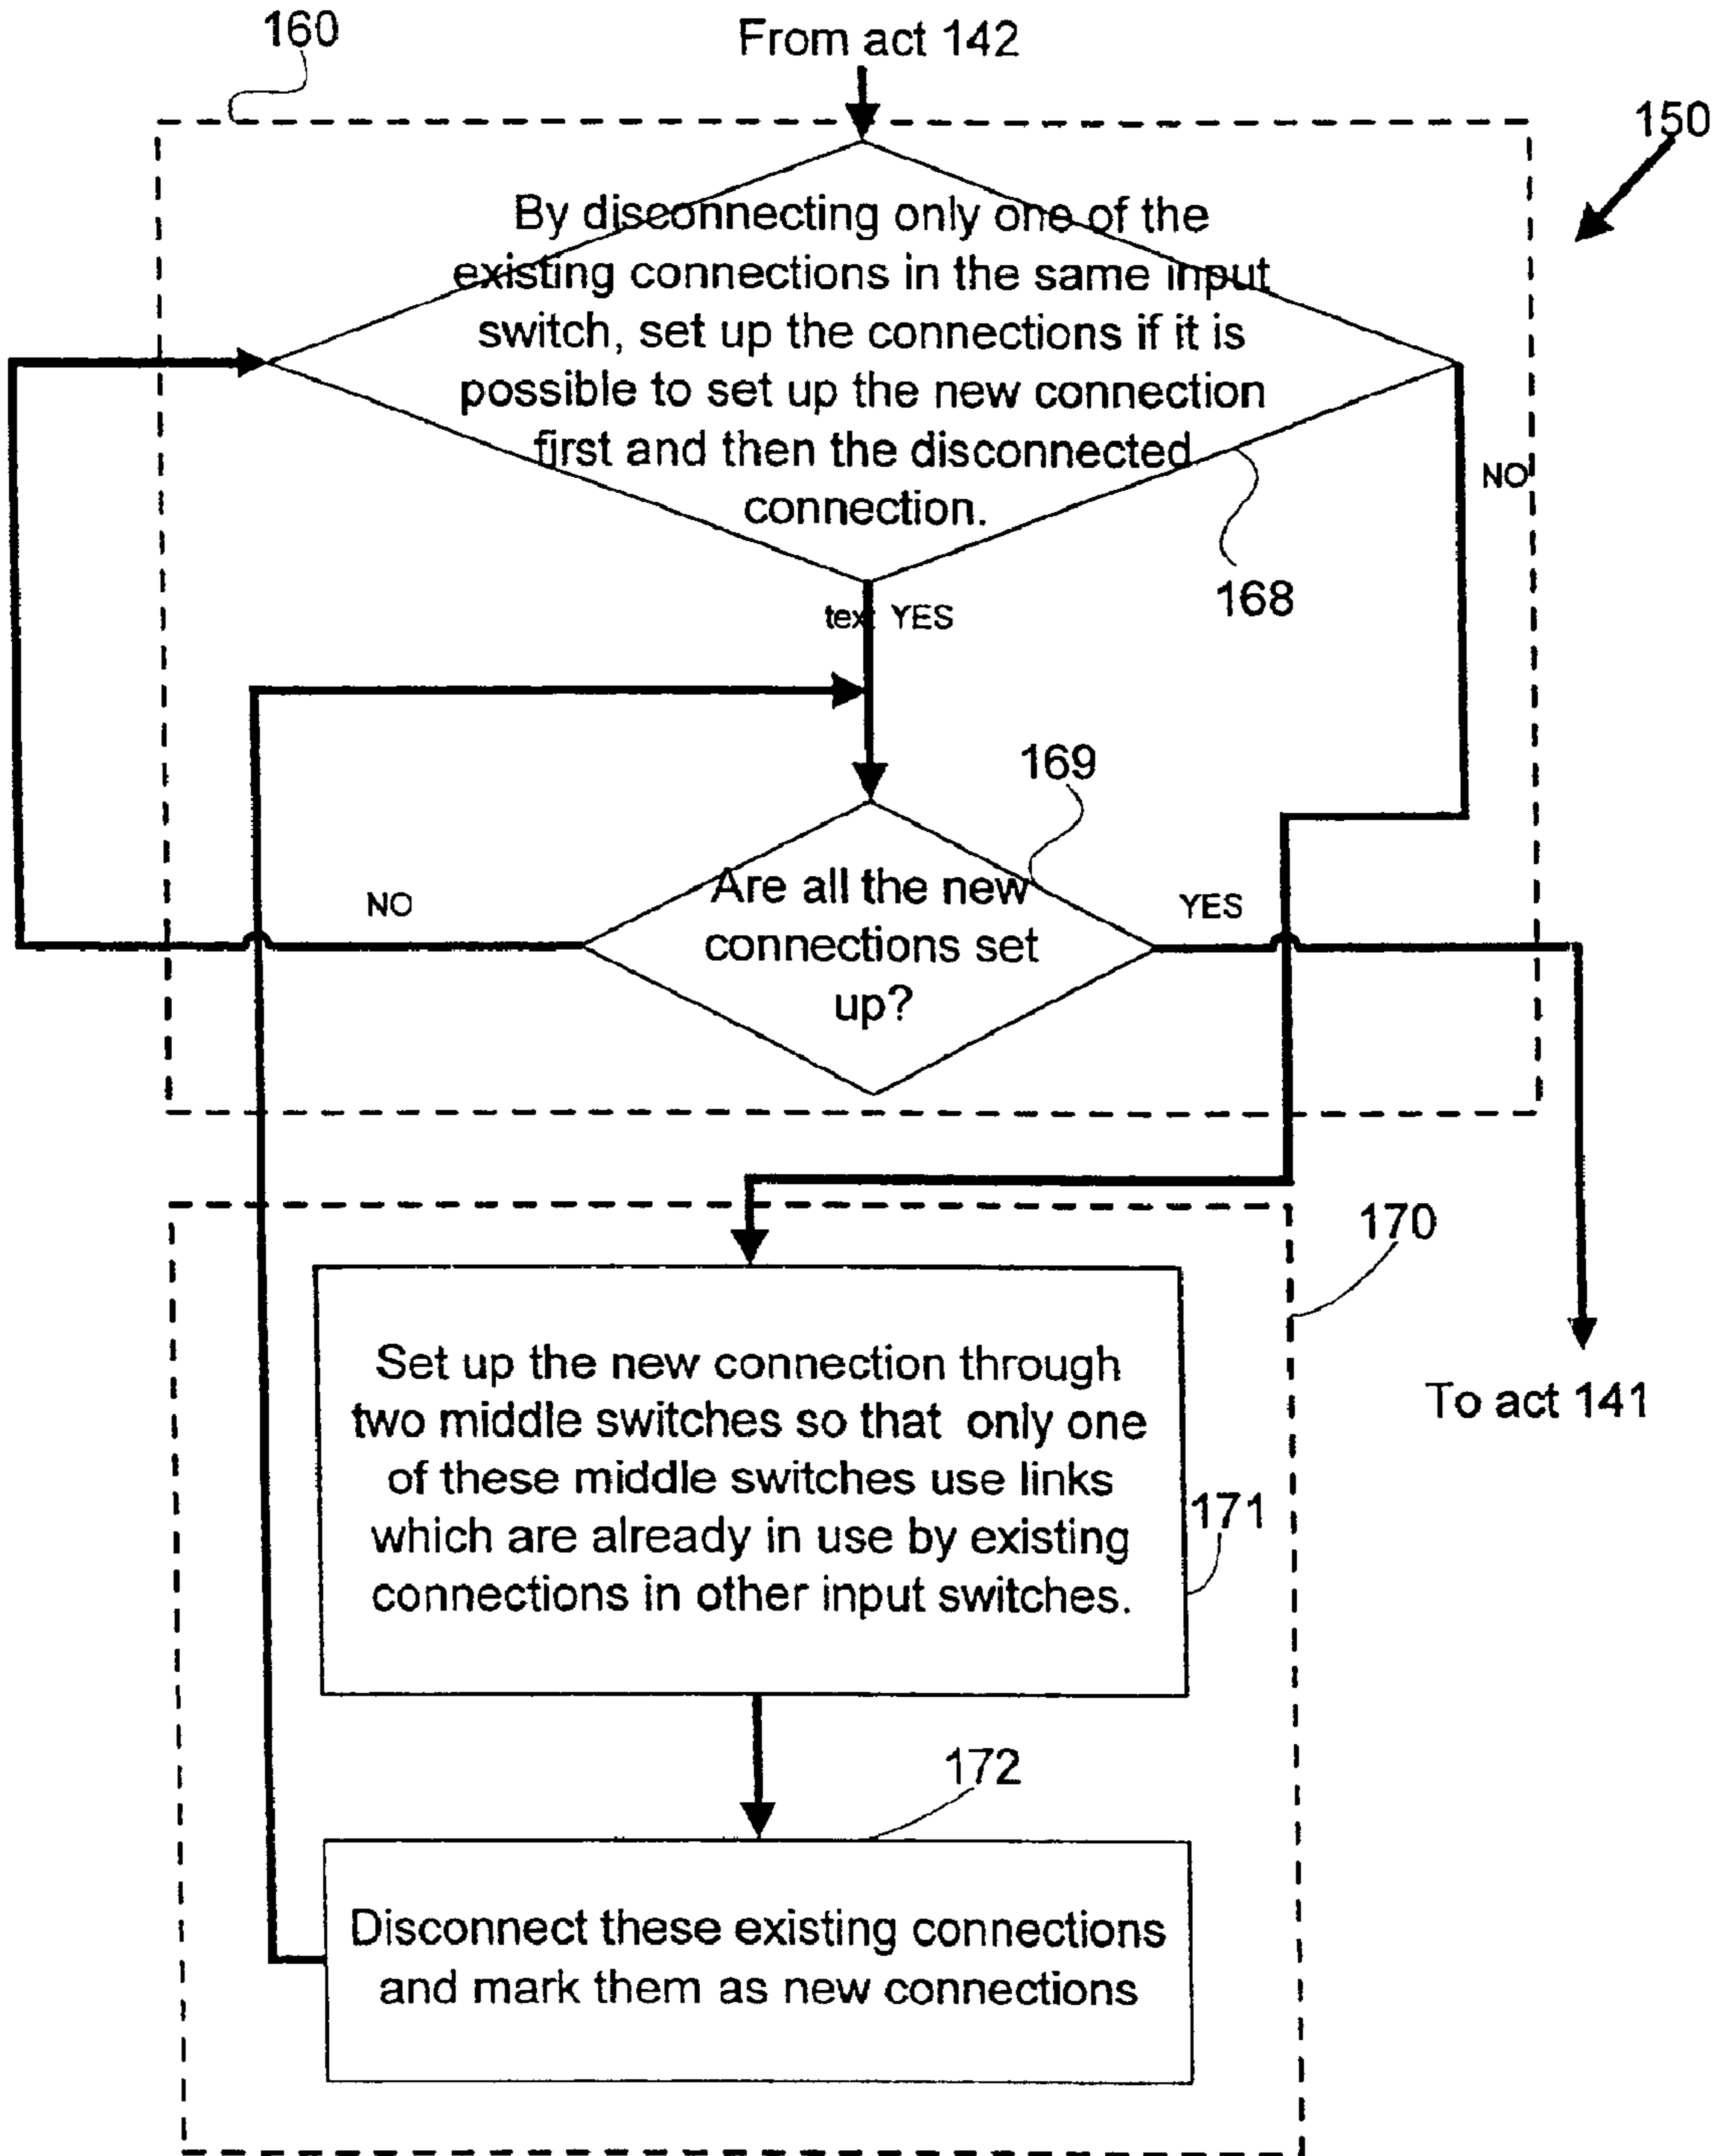 160
From act 142
150
By disconnecting only one of the
existing connections in the same input
switch, set up the connections if it is
possible to set up the new connection
first and then the disconnected
connection.
NO
168
tex YES
169
NO
Are all the new
connections set
up?
YES
170
Set up the new connection through
two middle switches so that only one
of these middle switches use links
which are already in use by existing
connections in other input switches.
To act 141
171
172
Disconnect these existing connections
and mark them as new connections